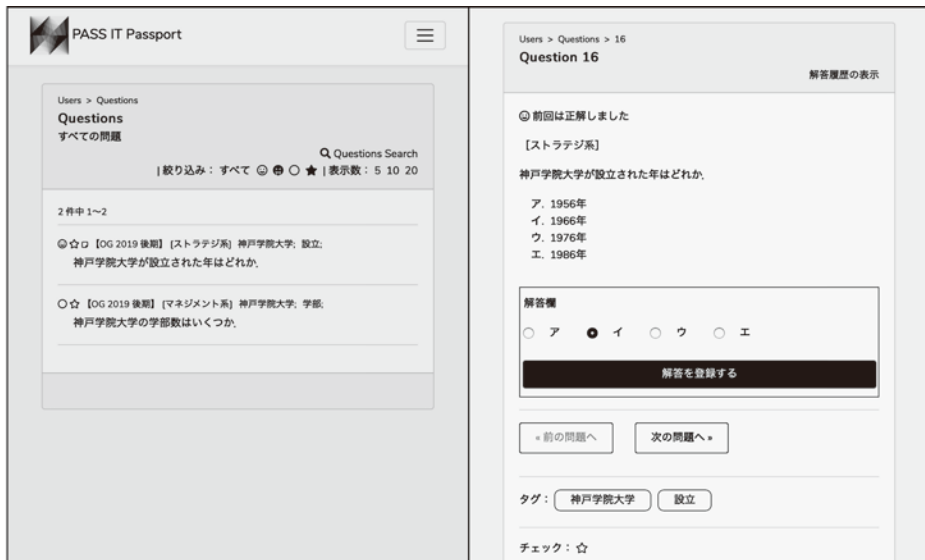 PASS IT Passport
Users > Questions
Questions
すべての問題
Questions Search
|絞り込み: すべて ☺ ☻ ○ ★ |表示数: 5 10 20
2 件中 1〜2
☺☆□【OG 2019 後期】 [ストラテジ系] 神戸学院大学; 設立;
神戸学院大学が設立された年はどれか.
○☆【OG 2019 後期】 [マネジメント系] 神戸学院大学; 学部;
神戸学院大学の学部数はいくつか.
Users > Questions > 16
Question 16
解答履歴の表示
☺前回は正解しました
[ストラテジ系]
神戸学院大学が設立された年はどれか.
ア. 1956年
イ. 1966年
ウ. 1976年
エ. 1986年
解答欄
○ ア ● イ ○ ウ ○ エ
解答を登録する
« 前の問題へ 次の問題へ »
タグ: 神戸学院大学 設立
チェック: ☆